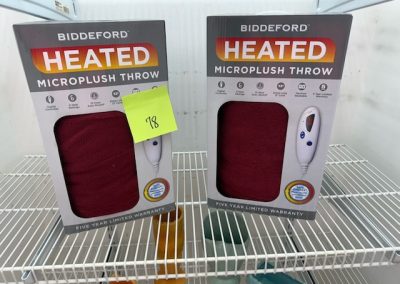 BIDDEFORD
HEATED
MICROPLUSH THROW
78
FIVE YEAR LIMITED WARRANTY
BIDDEFORD
HEATED
MICROPLUSH THROW
FIVE YEAR LIMITED WARRANTY